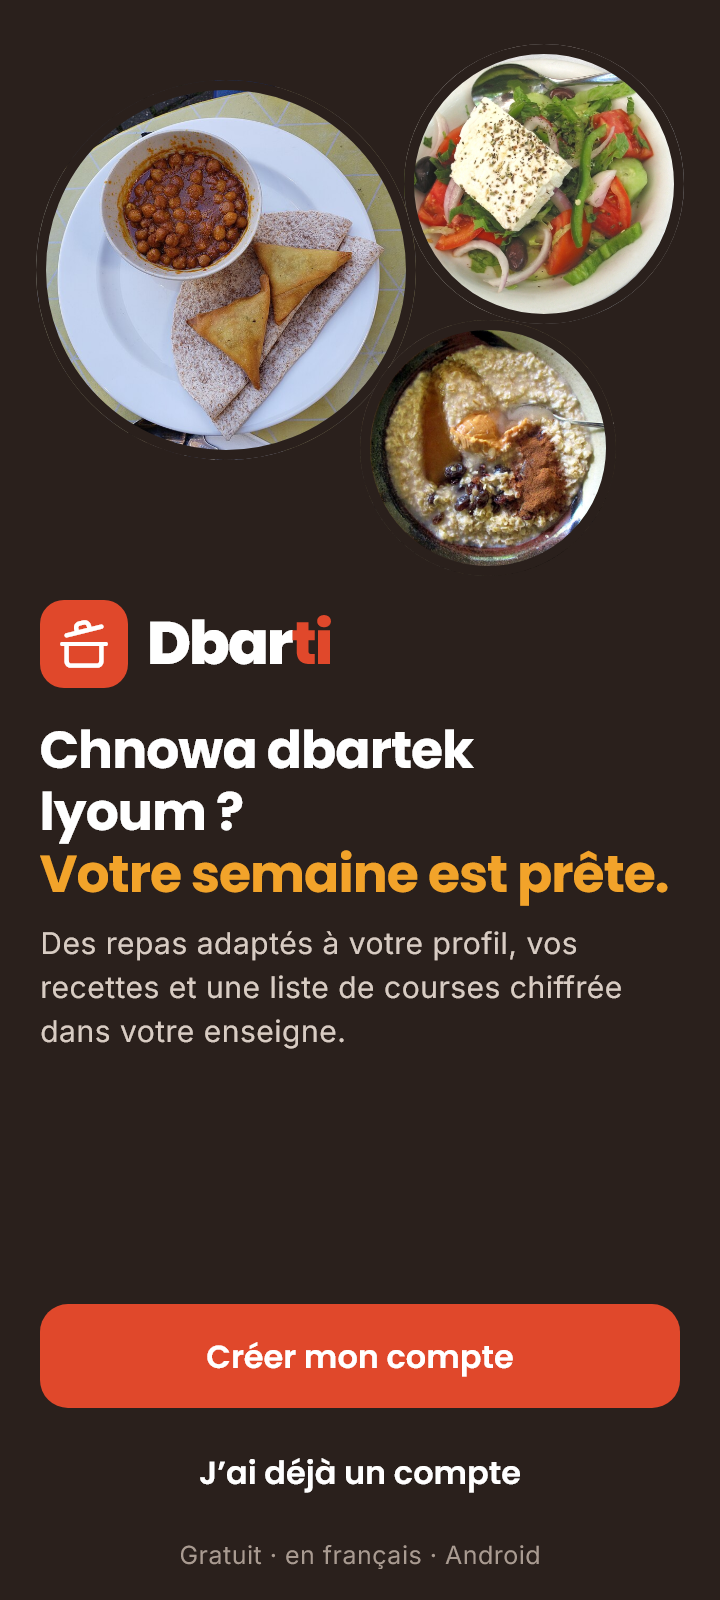 Dbarti
Chnowa dbartek
lyoum ?
Votre semaine est prête.
Des repas adaptés à votre profil, vos
recettes et une liste de courses chiffrée
dans votre enseigne.
Créer mon compte
J’ai déjà un compte
Gratuit · en français · Android